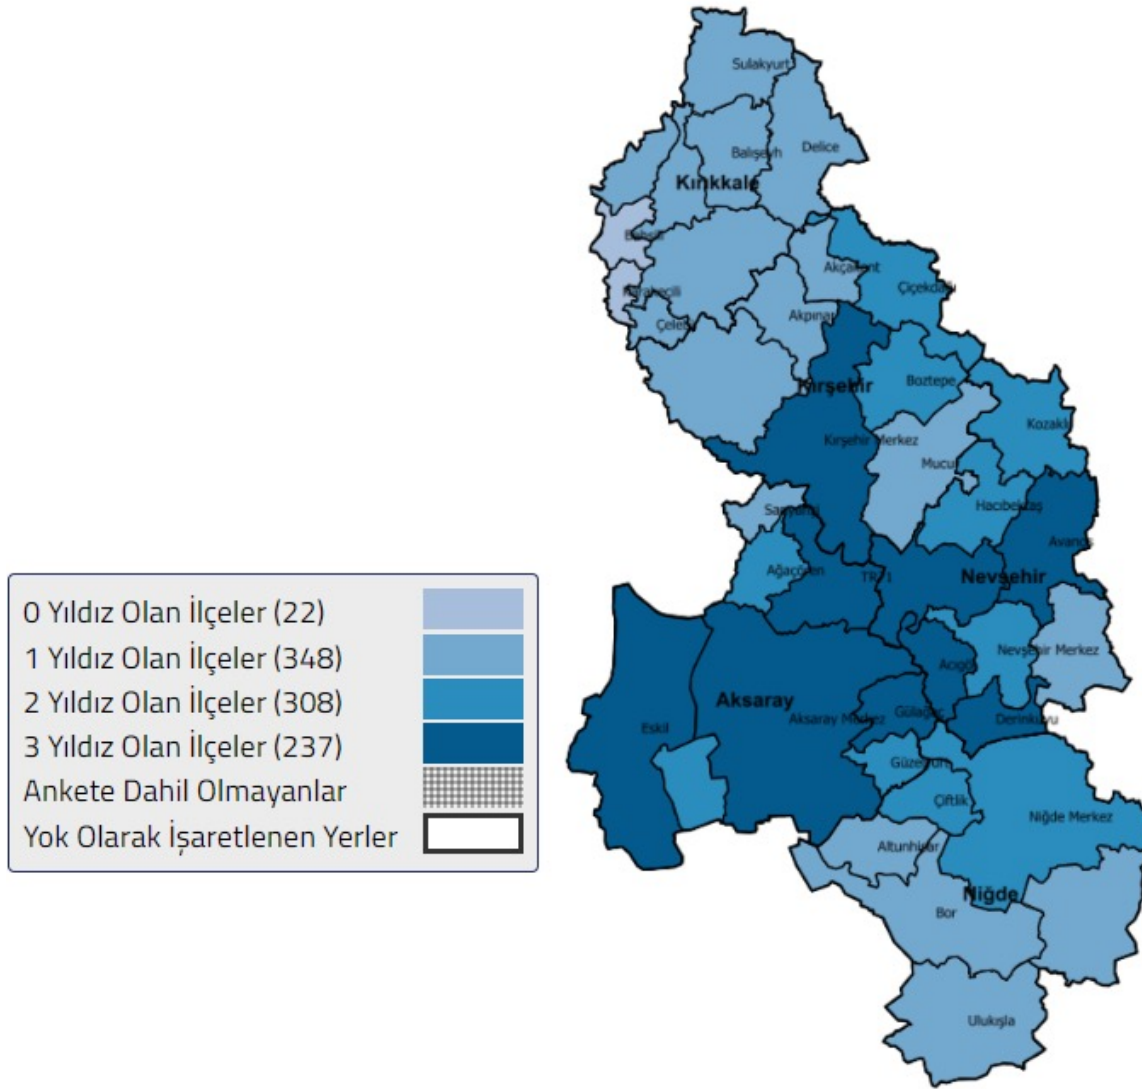 0 Yıldız Olan İlçeler (22)
1 Yıldız Olan İlçeler (348)
2 Yıldız Olan İlçeler (308)
3 Yıldız Olan İlçeler (237)
Ankete Dahil Olmayanlar
Yok Olarak İşaretlenen Yerler
Sulakyurt
Delice
Balışeyh
Kırıkkale
Akçakent
Çiçekdağı
Çelebi
Akpınar
Kırşehir
Boztepe
Kozaklı
Kırşehir Merkez
Mucur
Hacıbektaş
Avanos
Ağaçören
TR71
Nevşehir
Nevşehir Merkez
Acıgöl
Aksaray
Aksaray Merkez
Gülağaç
Derinkuyu
Eskil
Güzelyurt
Çiftlik
Niğde Merkez
Altunhisar
Niğde
Bor
Ulukışla